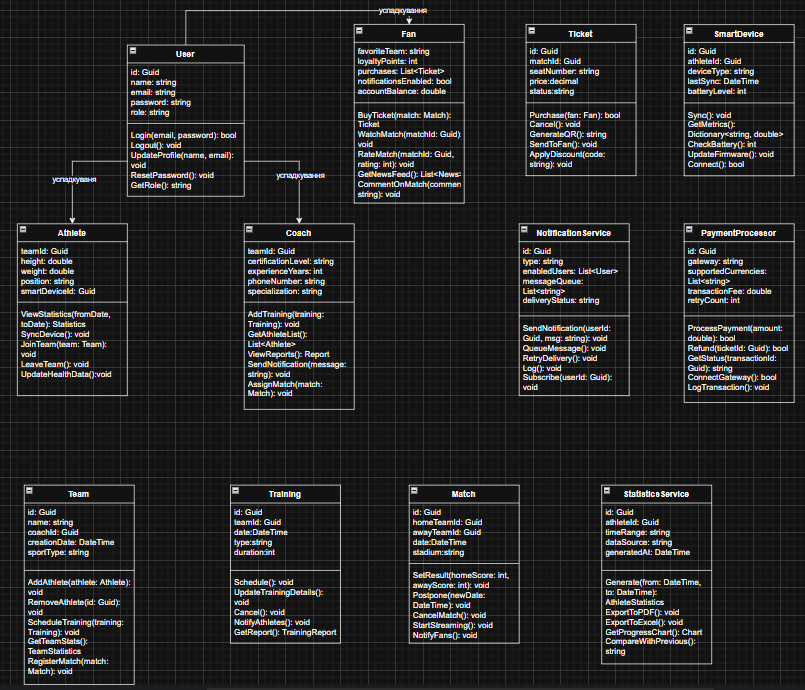 успадкування
User
id: Guid
name: string
email: string
password: string
role: string
Login(email, password): bool
Logout(): void
UpdateProfile(name, email):
void
ResetPassword(): void
GetRole(): string
Fan
favoriteTeam: string
loyaltyPoints: int
purchases: List<Ticket>
notificationsEnabled: bool
accountBalance: double
BuyTicket(match: Match):
Ticket
WatchMatch(matchId: Guid):
void
RateMatch(matchId: Guid,
rating: int): void
GetNewsFeed(): List<News
CommentOnMatch(commen
string): void
Ticket
id: Guid
matchId: Guid
seatNumber: string
price:decimal
status:string
Purchase(fan: Fan): bool
Cancel(): void
GenerateQR(): string
SendToFan(): void
ApplyDiscount(code:
string): void
SmartDevice
id: Guid
athleteId: Guid
deviceType: string
lastSync: DateTime
batteryLevel: int
Sync(): void
GetMetrics():
Dictionary<string, double>
CheckBattery(): int
UpdateFirmware(): void
Connect(): bool
успадкуваня
успадкування
Athlete
teamId: Guid
height: double
weight: double
position: string
smartDeviceId: Guid
ViewStatistics(fromDate,
toDate): Statistics
SyncDevice(): void
JoinTeam(team: Team):
void
LeaveTeam(): void
UpdateHealthData():void
Coach
teamId: Guid
certificationLevel: string
experienceYears: int
phoneNumber: string
specialization: string
AddTraining(training:
Training): void
GetAthleteList():
List<Athlete>
ViewReports(): Report
SendNotification(message:
string): void
AssignMatch(match:
Match): void
NotificationService
id: Guid
type: string
enabledUsers: List<User>
messageQueue:
List<string>
deliveryStatus: string
SendNotification(userId:
Guid, msg: string): void
QueueMessage(): void
RetryDelivery(): void
Log(): void
Subscribe(userId: Guid):
void
PaymentProcessor
id: Guid
gateway: string
supportedCurrencies:
List<string>
transactionFee: double
retryCount: int
ProcessPayment(amount:
double): bool
Refund(ticketId: Guid): bool
GetStatus(transactionId:
Guid): string
ConnectGateway(): bool
LogTransaction(): void
Team
id: Guid
name: string
coachId: Guid
creationDate: DateTime
sportType: string
AddAthlete(athlete: Athlete):
void
RemoveAthlete(id: Guid):
void
ScheduleTraining(training:
Training): void
GetTeamStats():
TeamStatistics
RegisterMatch(match:
Match): void
Training
id: Guid
teamId: Guid
date:DateTime
type:string
duration:int
Schedule(): void
UpdateTrainingDetails():
void
Cancel(): void
NotifyAthletes(): void
GetReport(): TrainingReport
Match
id: Guid
homeTeamId: Guid
awayTeamId: Guid
date:DateTime
stadium:string
SetResult(homeScore: int,
awayScore: int): void
Postpone(newDate:
DateTime): void
CancelMatch(): void
StartStreaming(): void
NotifyFans(): void
StatisticsService
id: Guid
athleteId: Guid
timeRange: string
dataSource: string
generatedAt: DateTime
Generate(from: DateTime,
to: DateTime):
AthleteStatistics
ExportToPDF(): void
ExportToExcel(): void
GetProgressChart(): Chart
CompareWithPrevious():
string